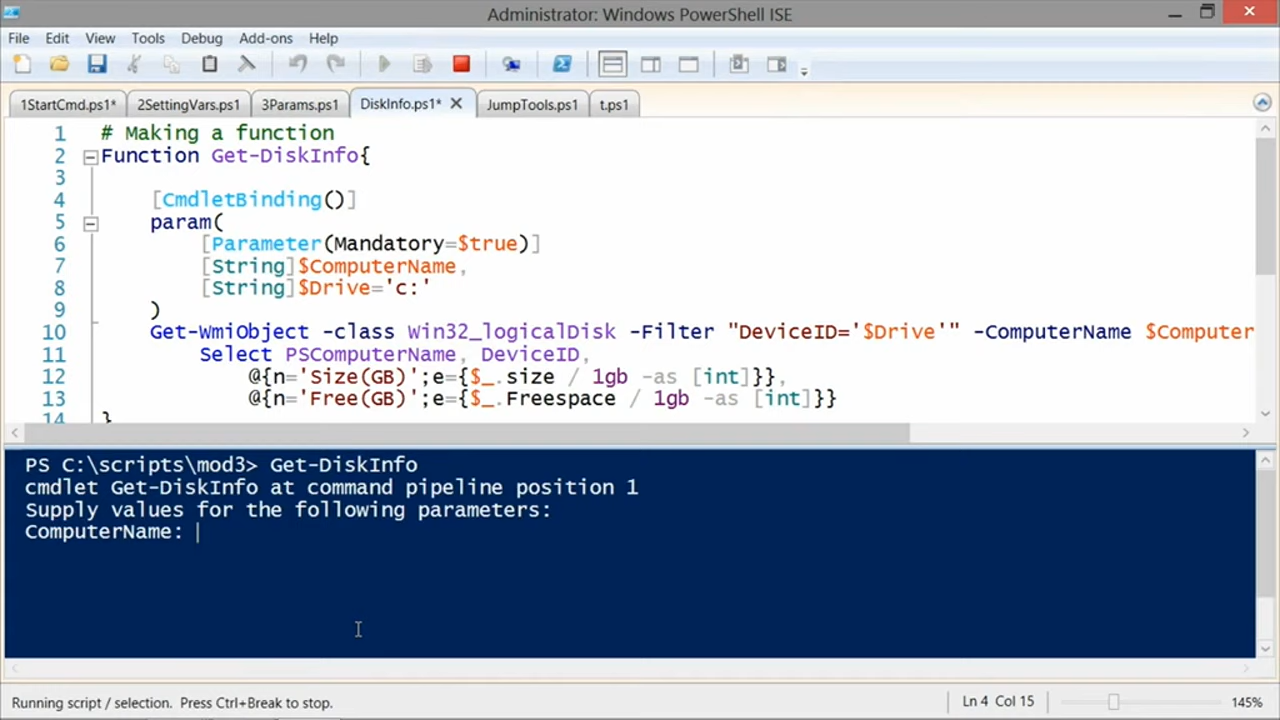 Administrator: Windows PowerShell ISE
File Edit View Tools Debug Add-ons Help
1StartCmd.ps1* 2SettingVars.ps1 3Params.ps1 DiskInfo.ps1* JumpTools.ps1 t.ps1
1 # Making a function
2 Function Get-DiskInfo{
3
4 [CmdletBinding()]
5 param(
6 [Parameter(Mandatory=$true)]
7 [String]$ComputerName,
8 [String]$Drive='c:'
9 )
10 Get-WmiObject -class Win32_logicalDisk -Filter "DeviceID='$Drive'" -ComputerName $Computer
11 Select PSComputerName, DeviceID,
12 @{n='Size(GB)';e={$_.size / 1gb -as [int]}},
13 @{n='Free(GB)';e={$_.Freespace / 1gb -as [int]}}
14 }
PS C:\scripts\mod3> Get-DiskInfo
cmdlet Get-DiskInfo at command pipeline position 1
Supply values for the following parameters:
ComputerName:
Running script / selection. Press Ctrl+Break to stop. Ln 4 Col 15 145%